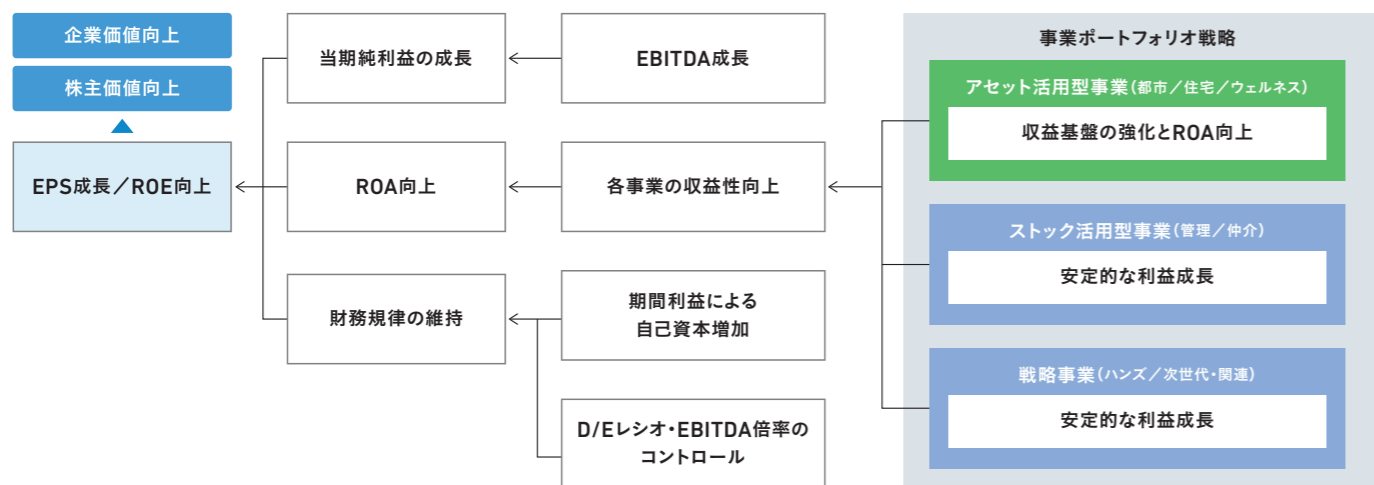 企業価値向上
株主価値向上
EPS成長／ROE向上
当期純利益の成長
ROA向上
財務規律の維持
EBITDA成長
各事業の収益性向上
期間利益による
自己資本増加
D/Eレシオ・EBITDA倍率の
コントロール
事業ポートフォリオ戦略
アセット活用型事業(都市／住宅／ウェルネス)
収益基盤の強化とROA向上
ストック活用型事業(管理／仲介)
安定的な利益成長
戦略事業(ハンズ／次世代・関連)
安定的な利益成長